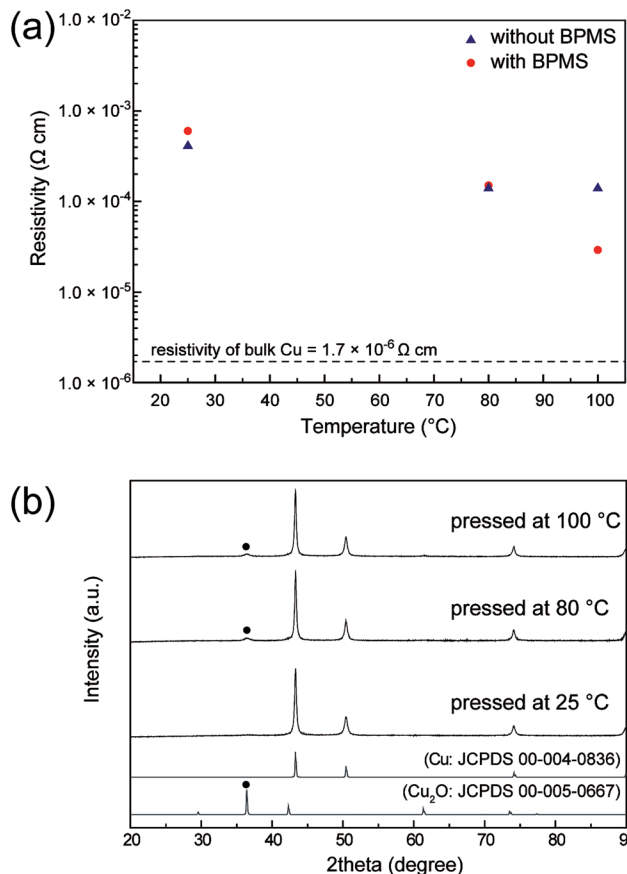 (a)
1.0 × 10⁻²
1.0 × 10⁻³
1.0 × 10⁻⁴
1.0 × 10⁻⁵
1.0 × 10⁻⁶
Resistivity (Ω cm)
without BPMS
with BPMS
resistivity of bulk Cu = 1.7 × 10⁻⁶ Ω cm
20 30 40 50 60 70 80 90 100
Temperature (°C)
(b)
Intensity (a.u.)
pressed at 100 °C
pressed at 80 °C
pressed at 25 °C
(Cu: JCPDS 00-004-0836)
(Cu₂O: JCPDS 00-005-0667)
20 30 40 50 60 70 80 9
2theta (degree)